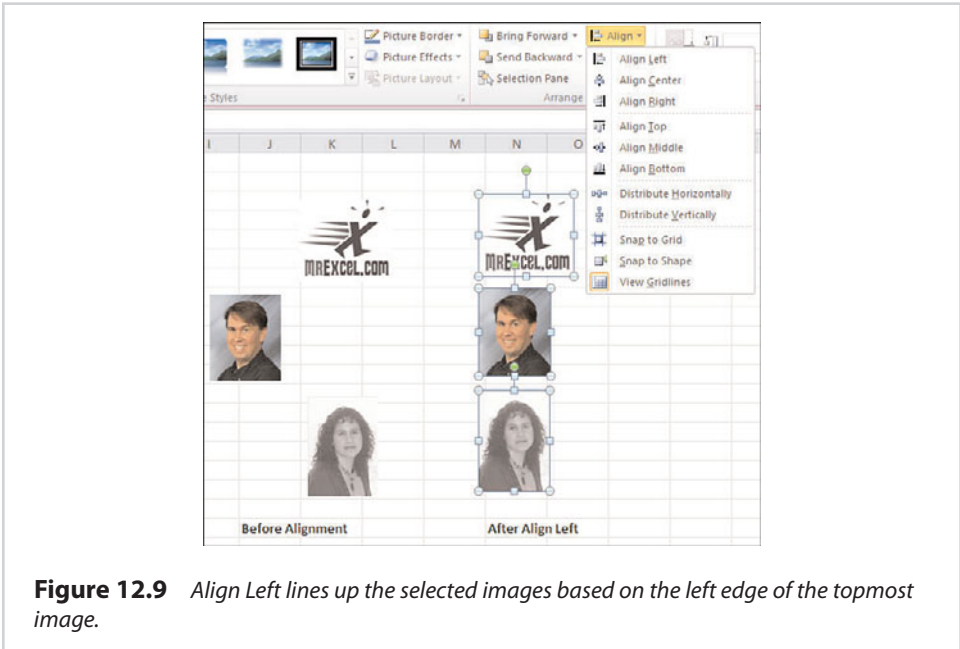 Picture Border
Bring Forward
Align
Picture Effects
Send Backward
Picture Layout
Selection Pane
Styles
Arrange
Align Left
Align Center
Align Right
Align Top
Align Middle
Align Bottom
Distribute Horizontally
Distribute Vertically
Snap to Grid
Snap to Shape
View Gridlines
I J K L M N O
MREXCEL.COM
MREXCEL.COM
Before Alignment
After Align Left
Figure 12.9 Align Left lines up the selected images based on the left edge of the topmost
image.